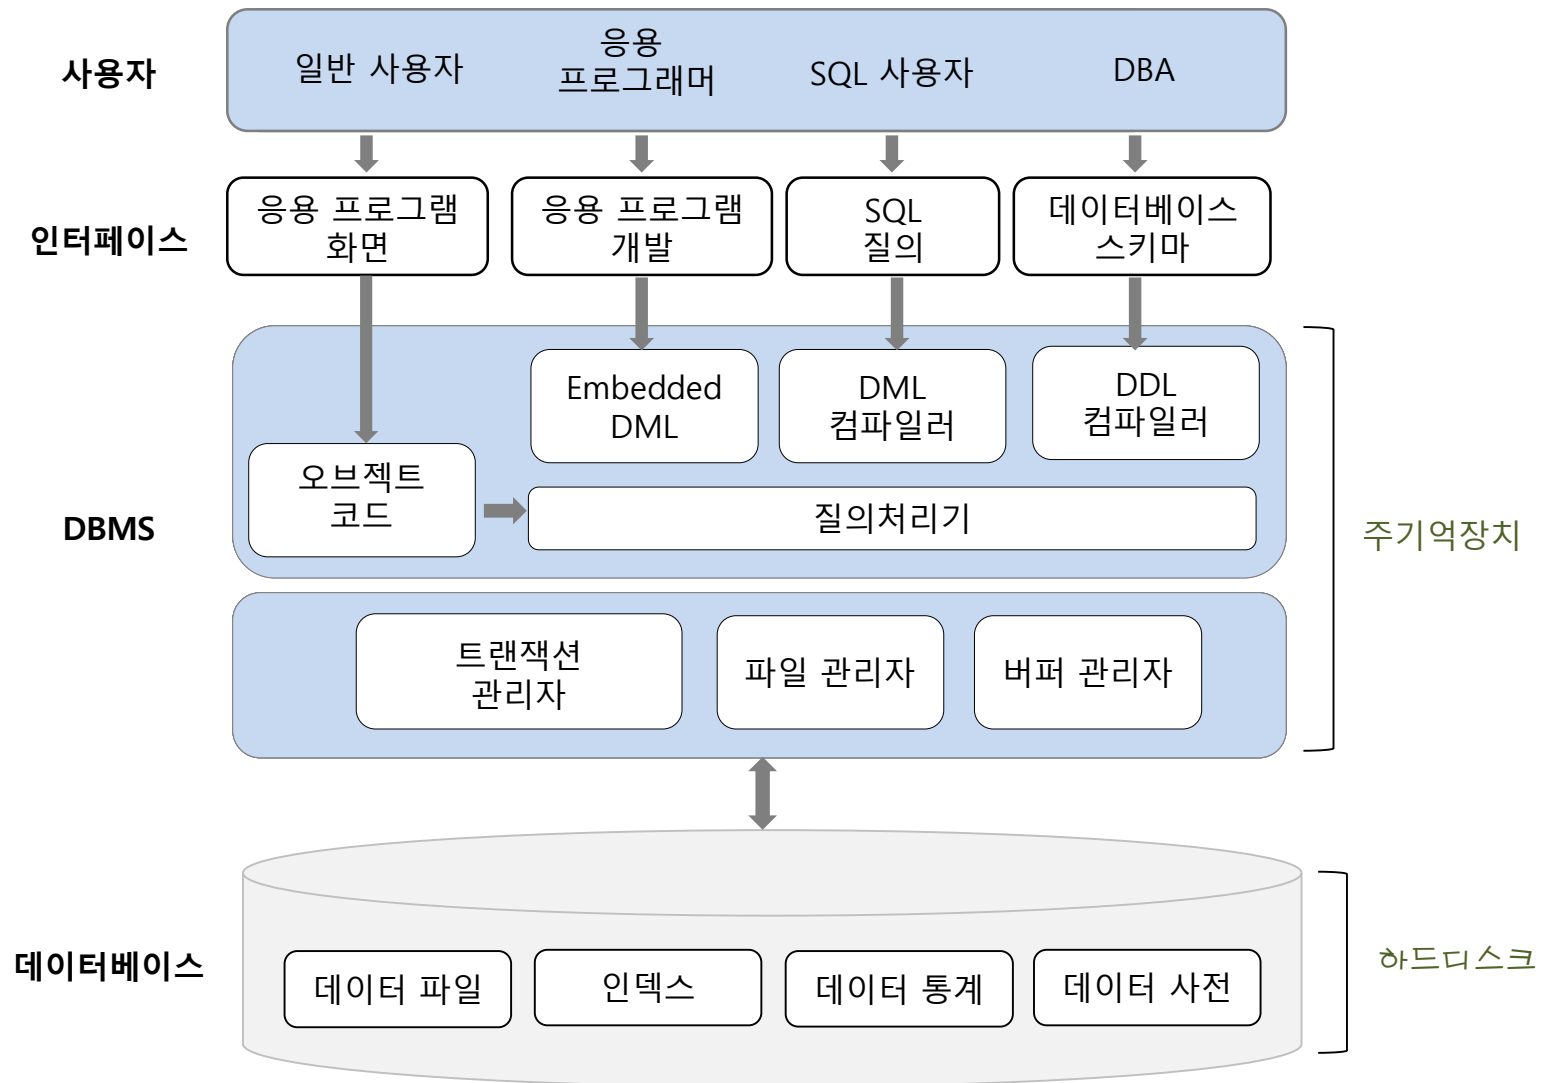 사용자
일반 사용자
응용
프로그래머
SQL 사용자
DBA
인터페이스
응용 프로그램
화면
응용 프로그램
개발
SQL
질의
데이터베이스
스키마
DBMS
Embedded
DML
DML
컴파일러
DDL
컴파일러
오브젝트
코드
질의처리기
주기억장치
트랜잭션
관리자
파일 관리자
버퍼 관리자
데이터베이스
데이터 파일
인덱스
데이터 통계
데이터 사전
하드디스크